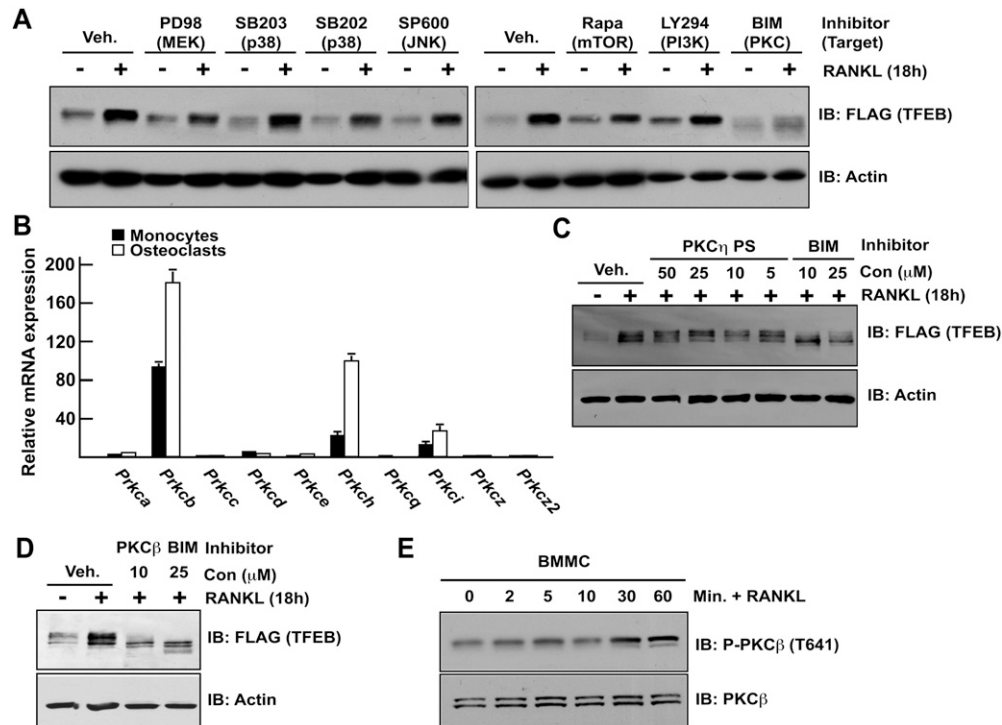 A
Veh.
PD98
(MEK)
SB203
(p38)
SB202
(p38)
SP600
(JNK)
Veh.
Rapa
(mTOR)
LY294
(PI3K)
BIM
(PKC)
Inhibitor
(Target)
- + - + - + - + - + - + - + - + - + RANKL (18h)
IB: FLAG (TFEB)
IB: Actin
B
Monocytes
Osteoclasts
Relative mRNA expression
200
160
120
80
40
Prkca
Prkcb
Prkcc
Prkcd
Prkce
Prkch
Prkcq
Prkci
Prkcz
Prkcz2
C
Veh. PKCη PS BIM Inhibitor
50 25 10 5 10 25 Con (μM)
- + + + + + + + RANKL (18h)
IB: FLAG (TFEB)
IB: Actin
D
Veh. PKCβ BIM Inhibitor
10 25 Con (μM)
- + + + RANKL (18h)
IB: FLAG (TFEB)
IB: Actin
E
BMMC
0 2 5 10 30 60 Min. + RANKL
IB: P-PKCβ (T641)
IB: PKCβ